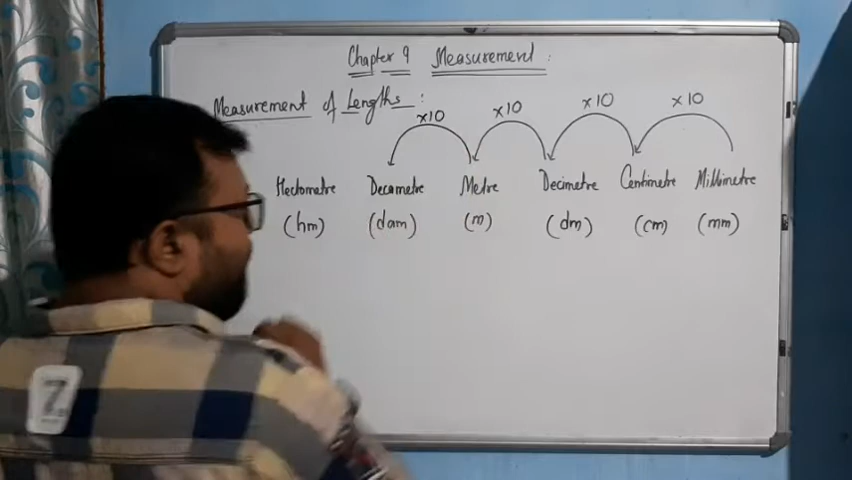 Chapter 9 Measurement :
Measurement of Lengths :
×10 ×10 ×10 ×10
Hectometre Decametre Metre Decimetre Centimetre Millimetre
(hm) (dam) (m) (dm) (cm) (mm)
7